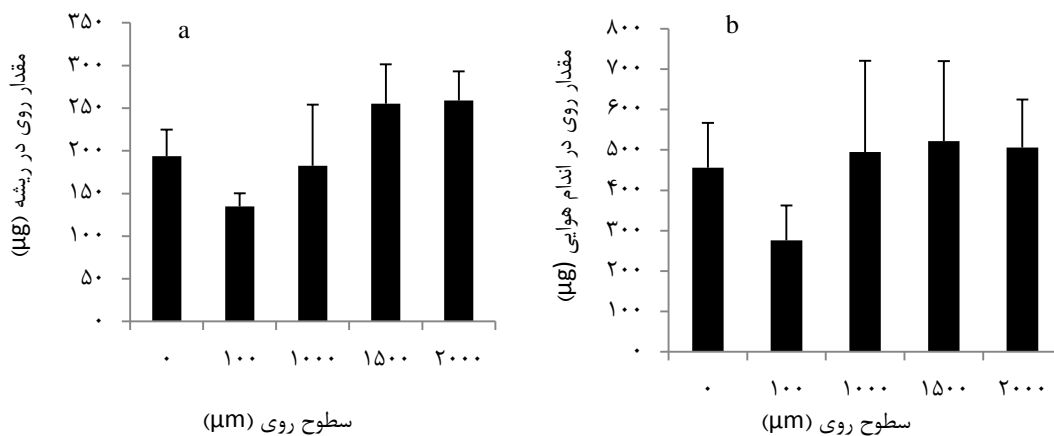 a
مقدار روی در ریشه (µg)
۳۵۰
۳۰۰
۲۵۰
۲۰۰
۱۵۰
۱۰۰
۵۰
۰
۰ ۱۰۰ ۱۰۰۰ ۱۵۰۰ ۲۰۰۰
سطوح روی (µm)
b
مقدار روی در اندام هوایی (µg)
۸۰۰
۷۰۰
۶۰۰
۵۰۰
۴۰۰
۳۰۰
۲۰۰
۱۰۰
۰
۰ ۱۰۰ ۱۰۰۰ ۱۵۰۰ ۲۰۰۰
سطوح روی (µm)